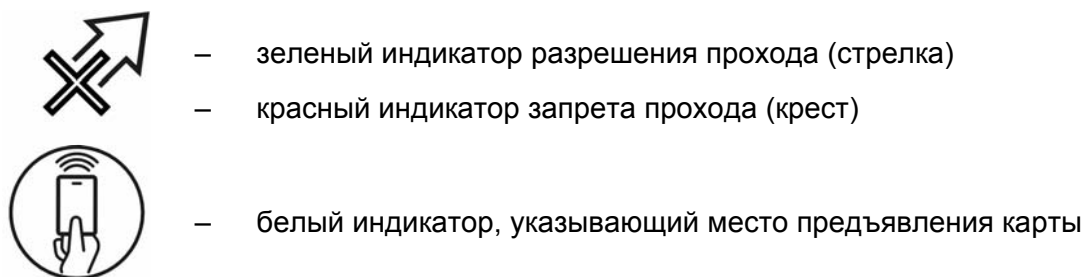 – зеленый индикатор разрешения прохода (стрелка)
– красный индикатор запрета прохода (крест)
– белый индикатор, указывающий место предъявления карты